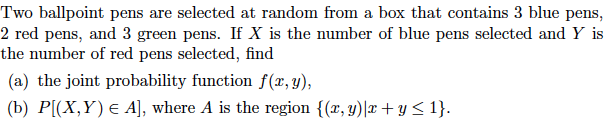 Two ballpoint pens are selected at random from a box that contains 3 blue pens,
2 red pens, and 3 green pens. If X is the number of blue pens selected and Y is
the number of red pens selected, find
(a) the joint probability function f(x, y),
(b) P[(X, Y) ∈ A], where A is the region {(x, y)|x + y ≤ 1}.